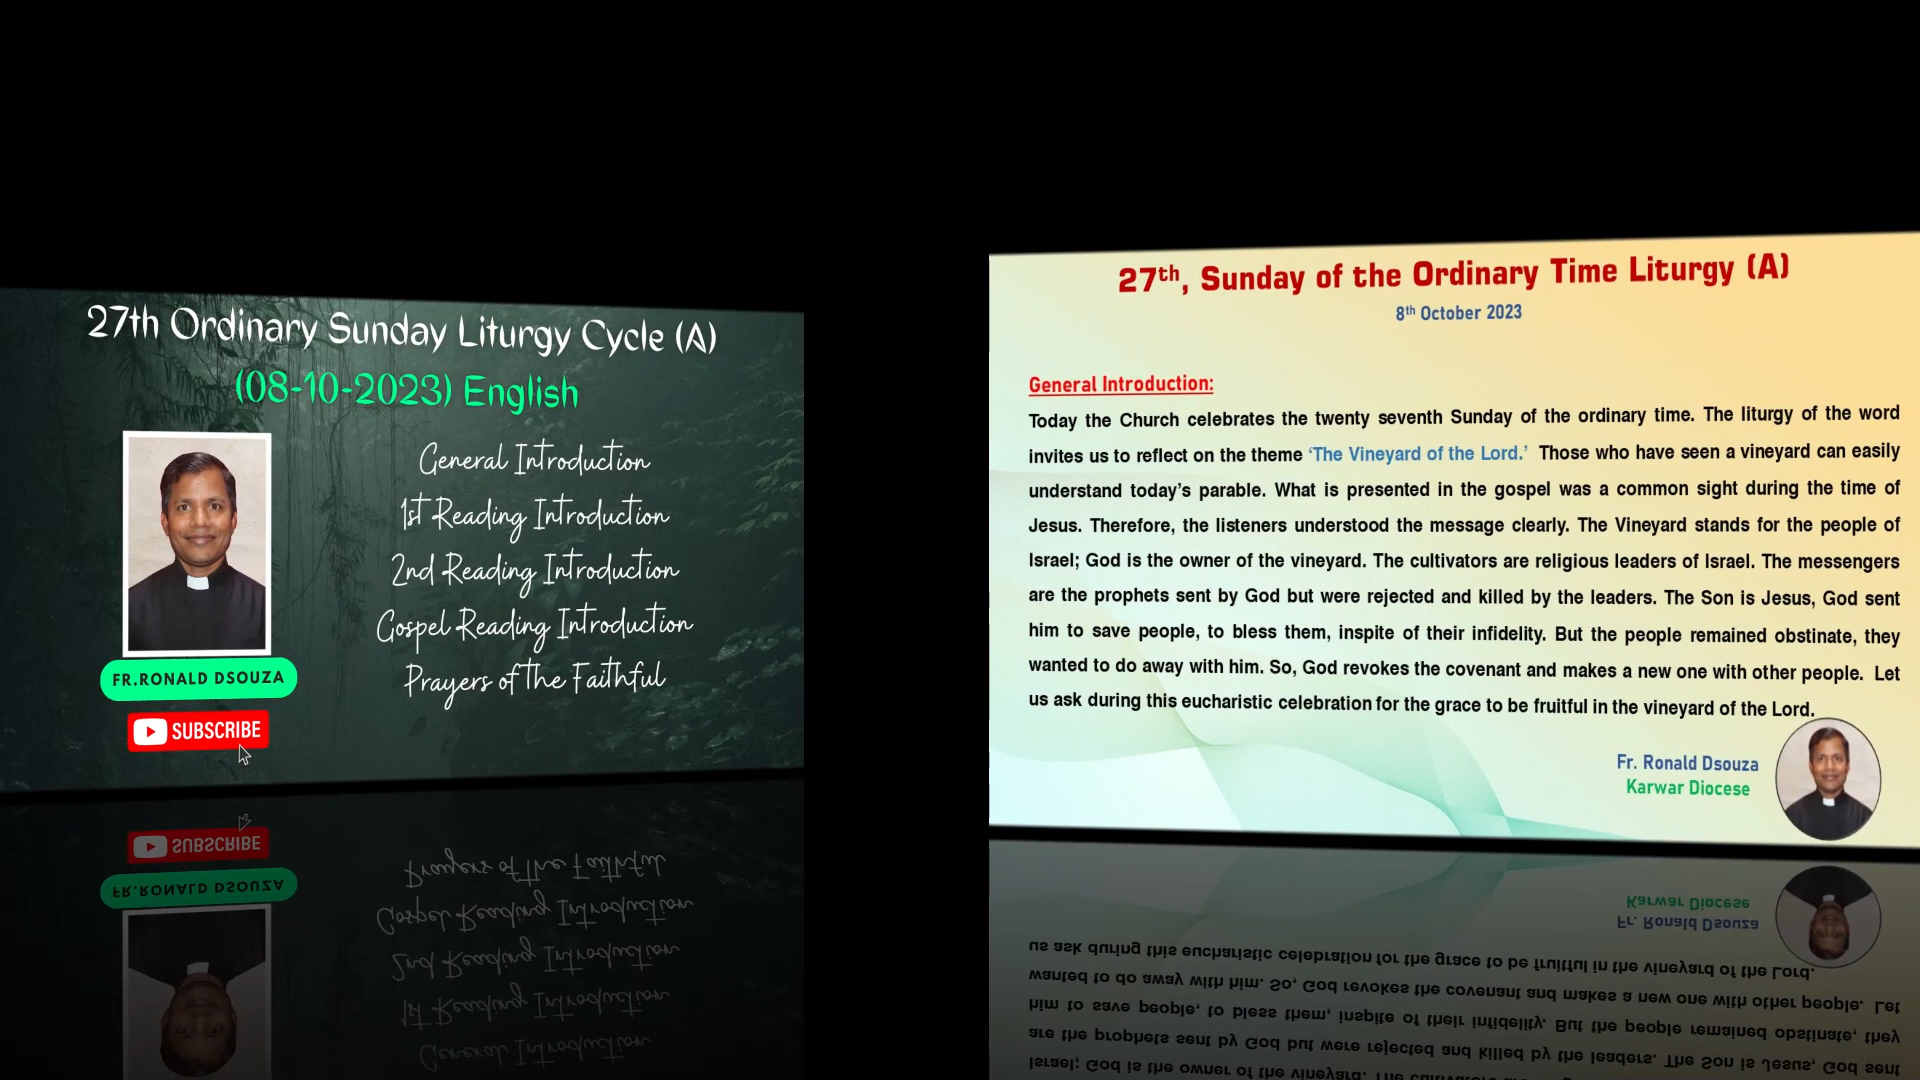 27th Ordinary Sunday Liturgy Cycle (A)
(08-10-2023) English
General Introduction
1st Reading Introduction
2nd Reading Introduction
Gospel Reading Introduction
Prayers of the Faithful
FR.RONALD DSOUZA
SUBSCRIBE
27th, Sunday of the Ordinary Time Liturgy (A)
8th October 2023
General Introduction:
Today the Church celebrates the twenty seventh Sunday of the ordinary time. The liturgy of the word
invites us to reflect on the theme ‘The Vineyard of the Lord.’ Those who have seen a vineyard can easily
understand today’s parable. What is presented in the gospel was a common sight during the time of
Jesus. Therefore, the listeners understood the message clearly. The Vineyard stands for the people of
Israel; God is the owner of the vineyard. The cultivators are religious leaders of Israel. The messengers
are the prophets sent by God but were rejected and killed by the leaders. The Son is Jesus, God sent
him to save people, to bless them, inspite of their infidelity. But the people remained obstinate, they
wanted to do away with him. So, God revokes the covenant and makes a new one with other people. Let
us ask during this eucharistic celebration for the grace to be fruitful in the vineyard of the Lord.
Fr. Ronald Dsouza
Karwar Diocese